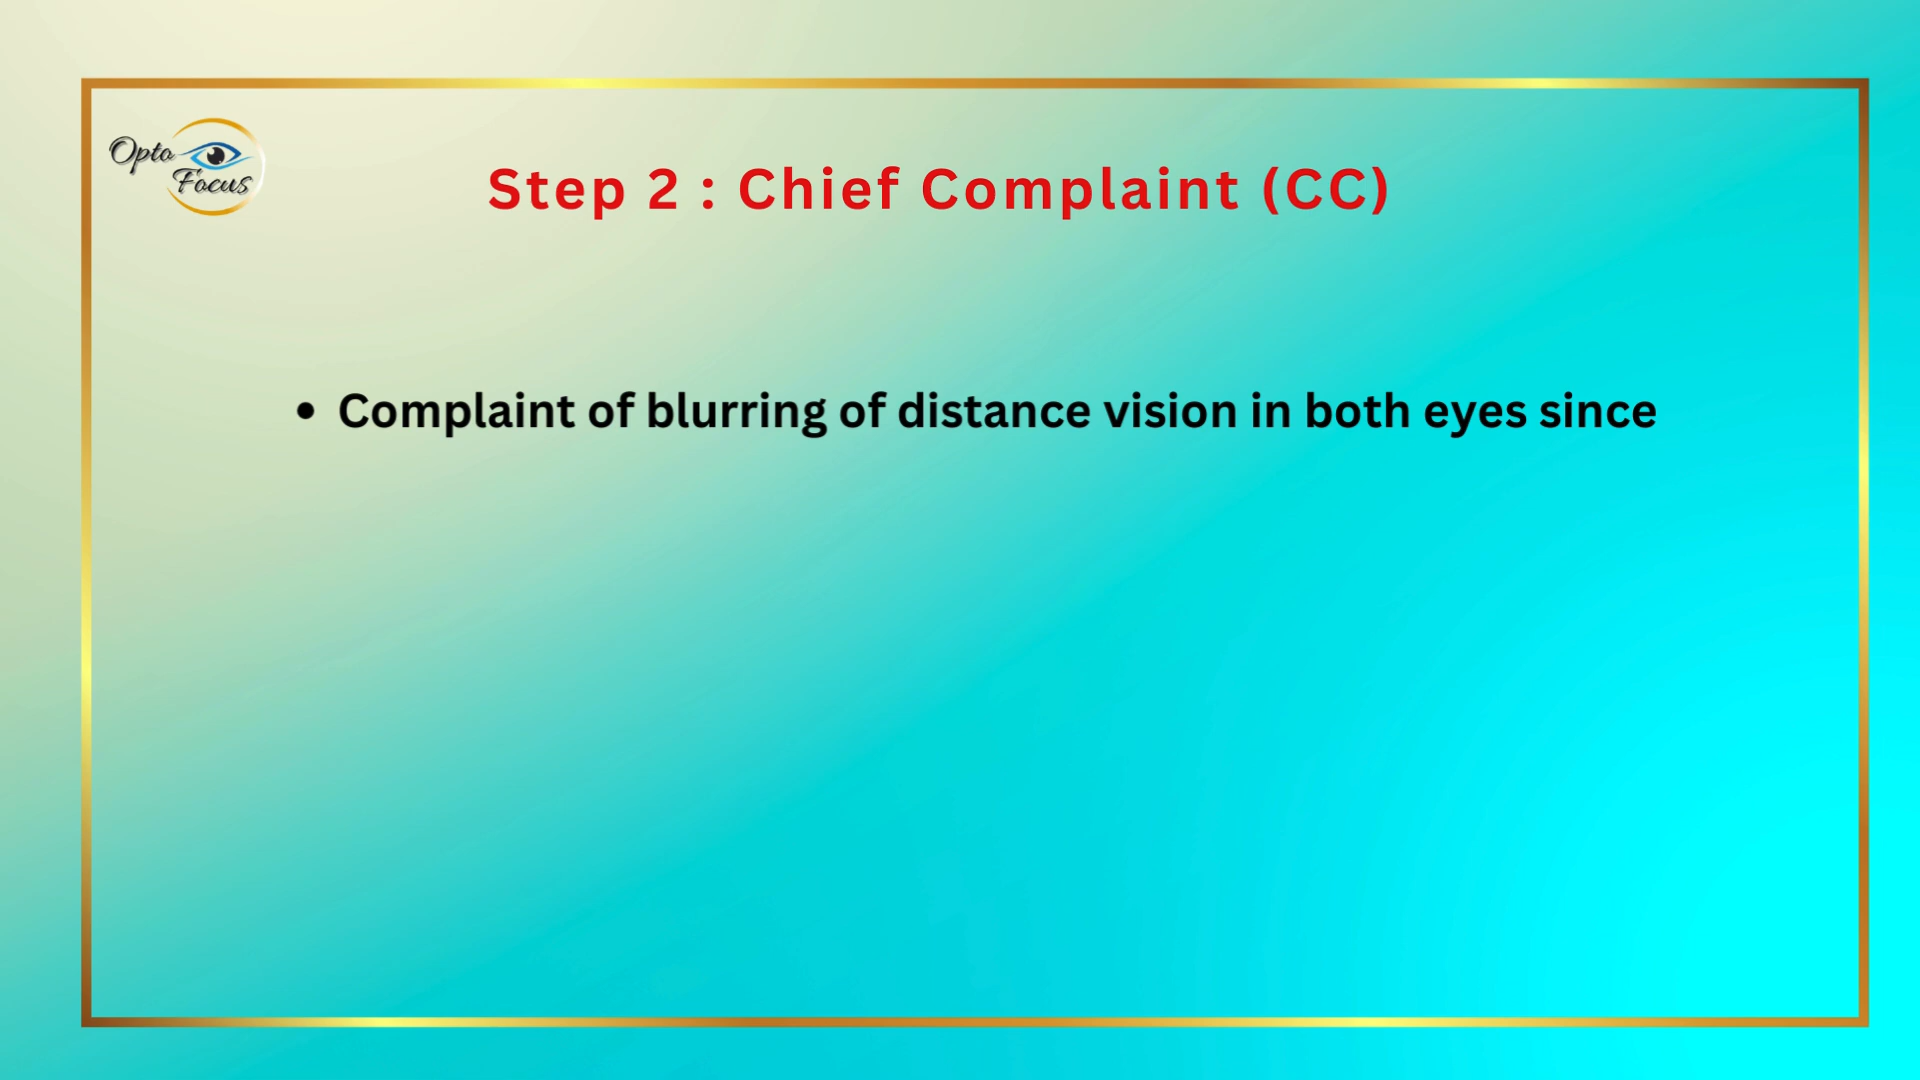 Opto
Focus
Step 2 : Chief Complaint (CC)
• Complaint of blurring of distance vision in both eyes since